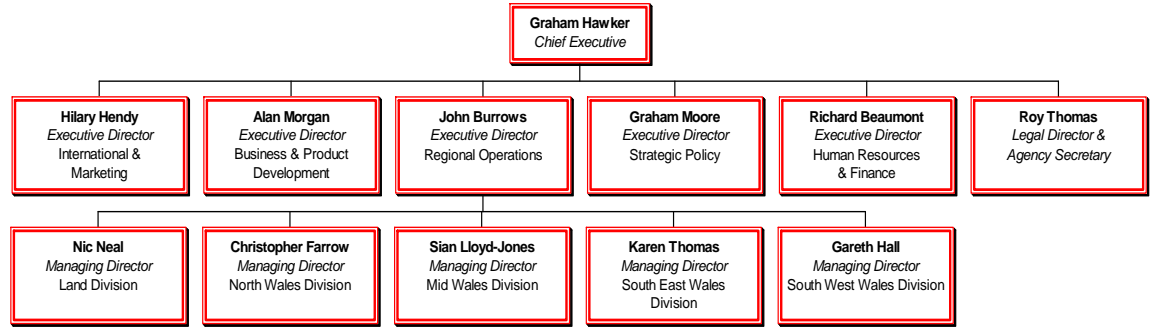 Graham Hawker
Chief Executive
Hilary Hendy
Executive Director
International &
Marketing
Alan Morgan
Executive Director
Business & Product
Development
John Burrows
Executive Director
Regional Operations
Graham Moore
Executive Director
Strategic Policy
Richard Beaumont
Executive Director
Human Resources
& Finance
Roy Thomas
Legal Director &
Agency Secretary
Nic Neal
Managing Director
Land Division
Christopher Farrow
Managing Director
North Wales Division
Sian Lloyd-Jones
Managing Director
Mid Wales Division
Karen Thomas
Managing Director
South East Wales
Division
Gareth Hall
Managing Director
South West Wales Division